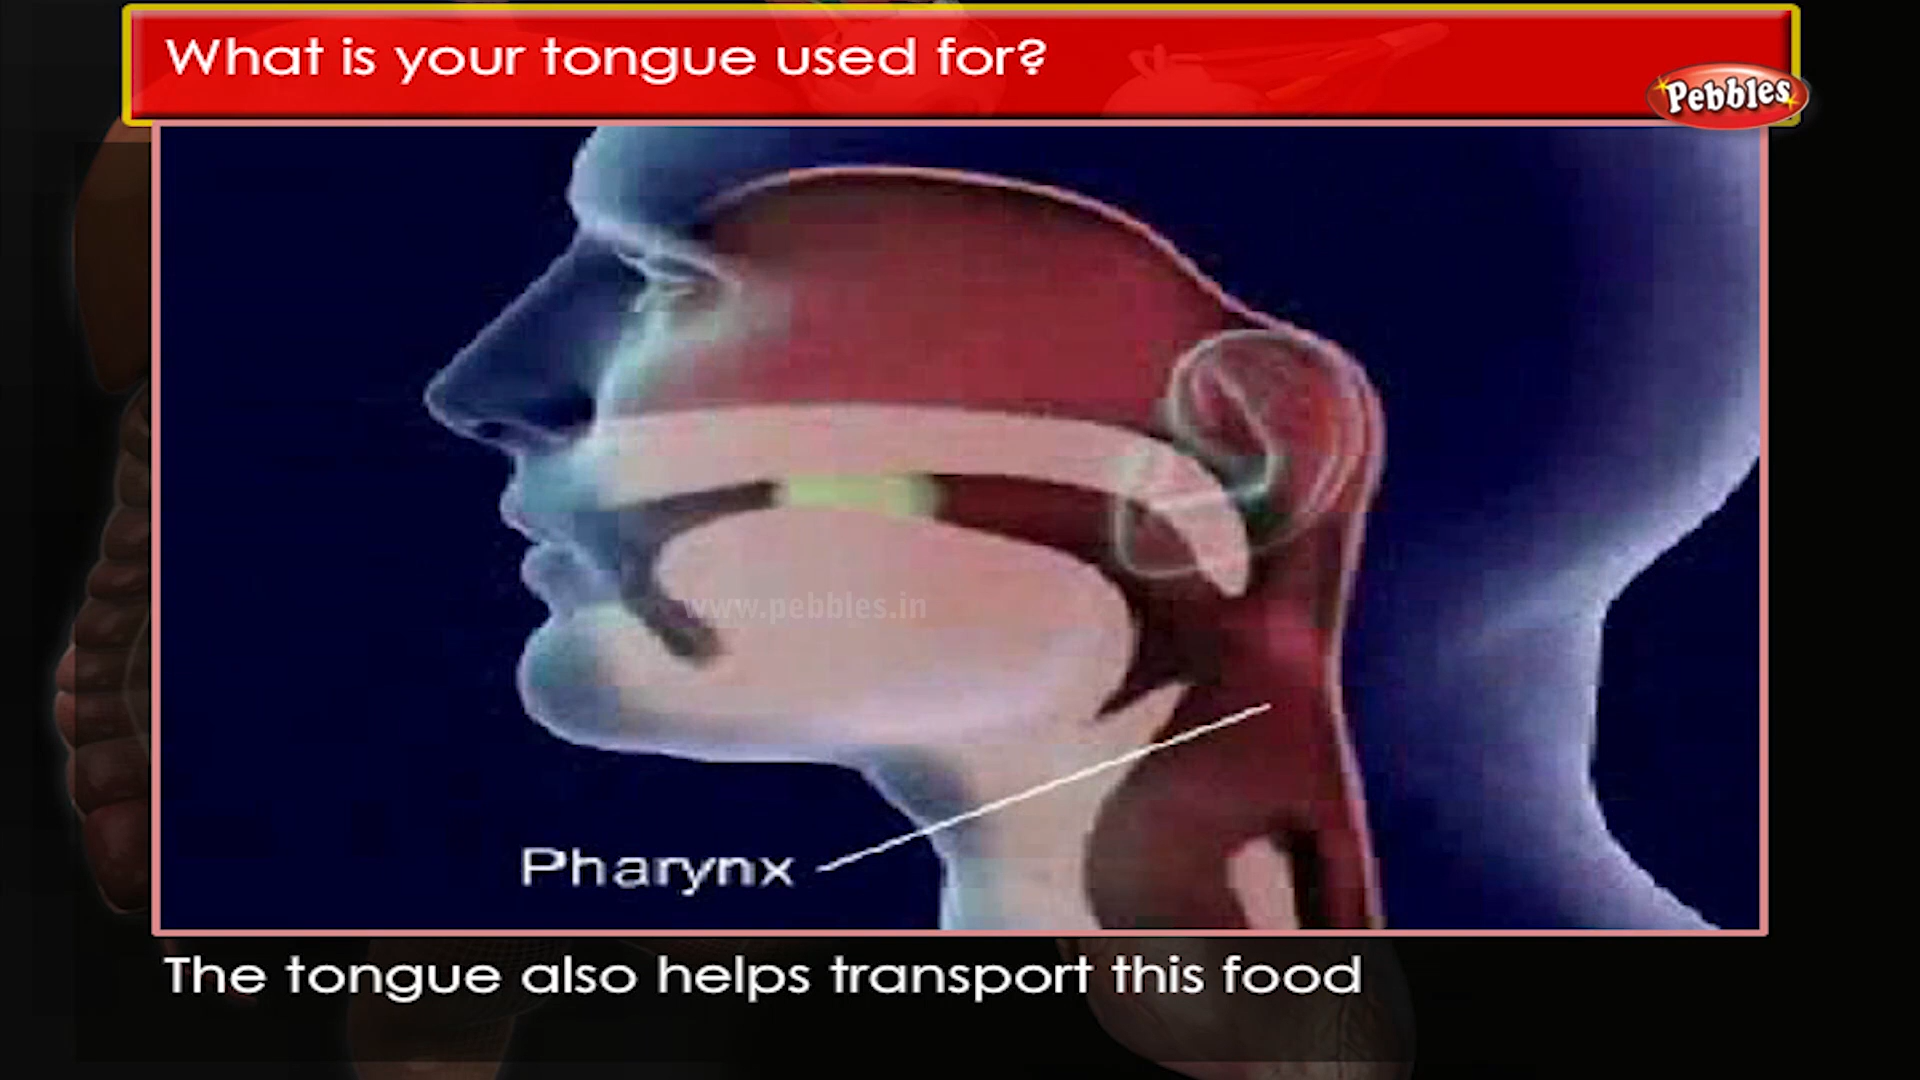 What is your tongue used for?
Pebbles
www.pebbles.in
Pharynx
The tongue also helps transport this food